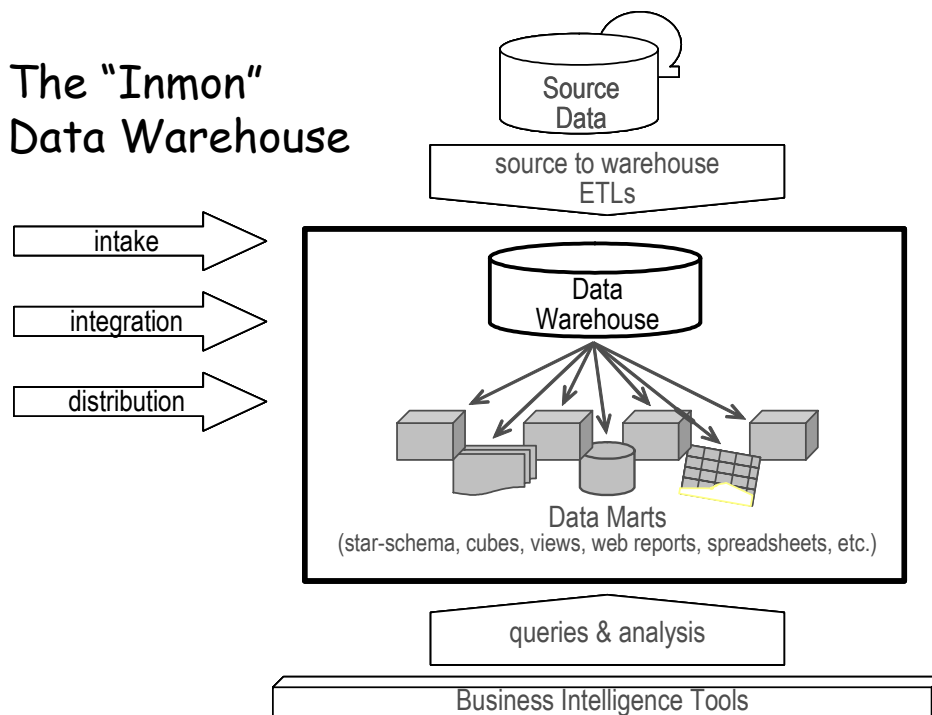 The “Inmon”
Data Warehouse
Source
Data
source to warehouse
ETLs
intake
integration
distribution
Data
Warehouse
Data Marts
(star-schema, cubes, views, web reports, spreadsheets, etc.)
queries & analysis
Business Intelligence Tools